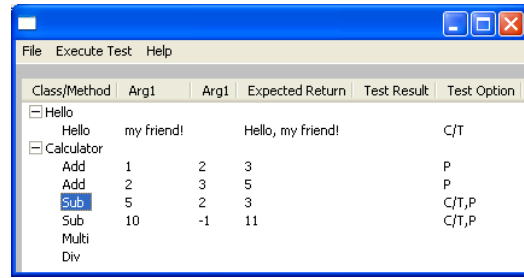 File Execute Test Help
Class/Method Arg1 Arg1 Expected Return Test Result Test Option
Hello
Hello my friend! Hello, my friend! C/T
Calculator
Add 1 2 3 P
Add 2 3 5 P
Sub 5 2 3 C/T,P
Sub 10 -1 11 C/T,P
Multi
Div